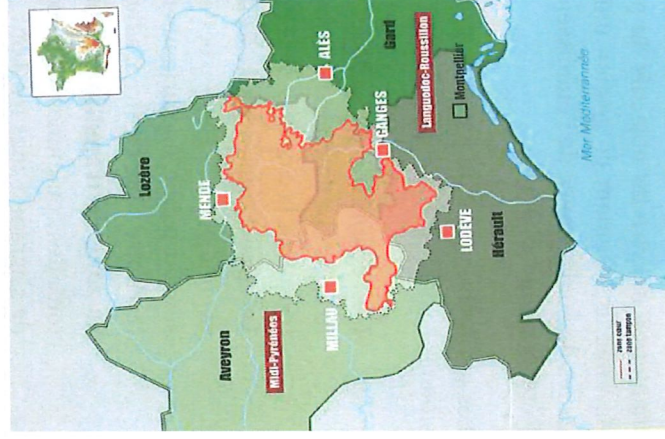 Lozère
MENDE
Aveyron
ALÈS
MILLAU
Midi-Pyrénées
Gard
GANGES
LODÈVE
Languedoc-Roussillon
Hérault
Montpellier
Mer Méditerrannée
zone cœur
zone tampon